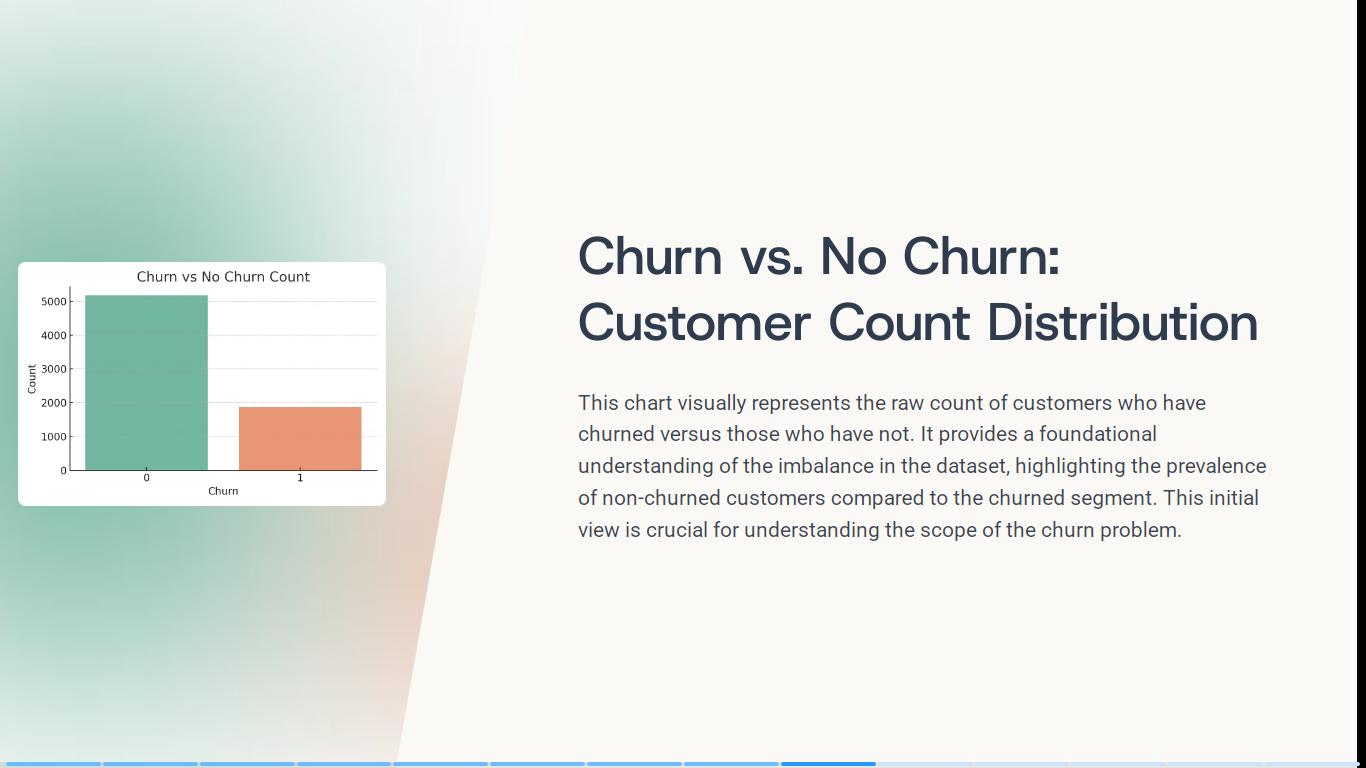 Churn vs No Churn Count
5000
4000
3000
2000
1000
0
Count
0
1
Churn
Churn vs. No Churn:
Customer Count Distribution
This chart visually represents the raw count of customers who have
churned versus those who have not. It provides a foundational
understanding of the imbalance in the dataset, highlighting the prevalence
of non-churned customers compared to the churned segment. This initial
view is crucial for understanding the scope of the churn problem.